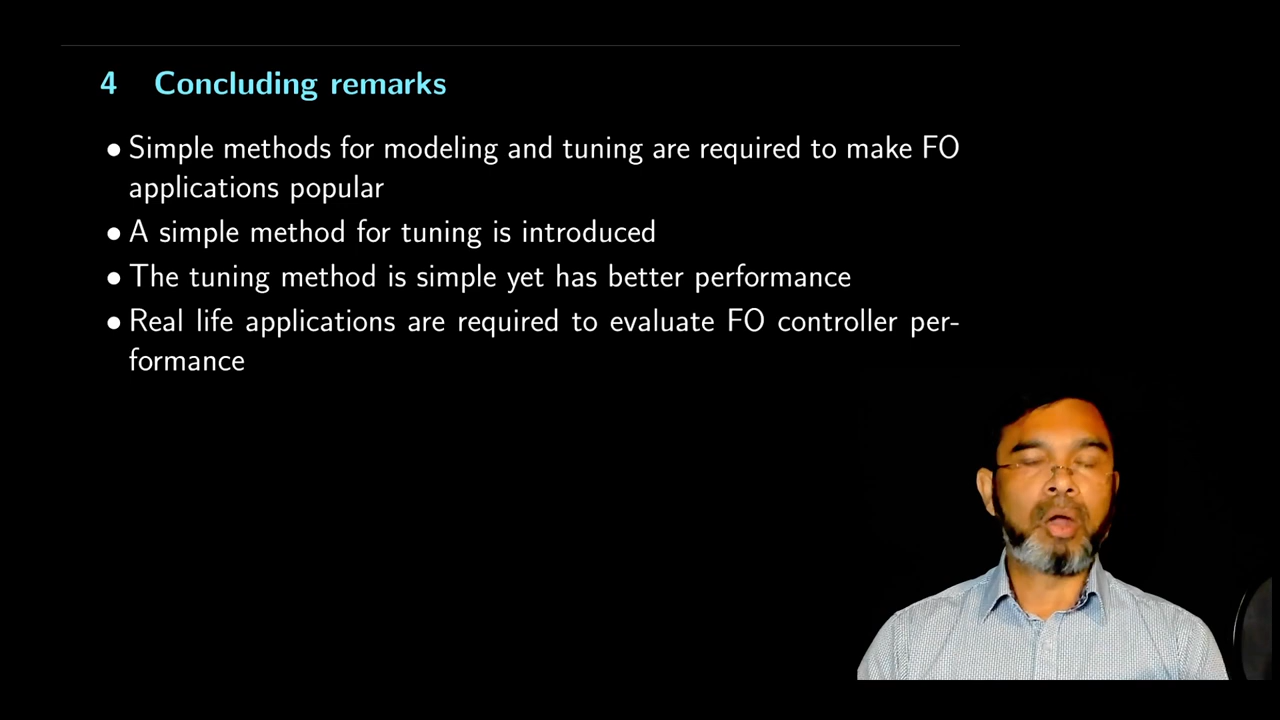 4 Concluding remarks
• Simple methods for modeling and tuning are required to make FO
applications popular
• A simple method for tuning is introduced
• The tuning method is simple yet has better performance
• Real life applications are required to evaluate FO controller per-
formance